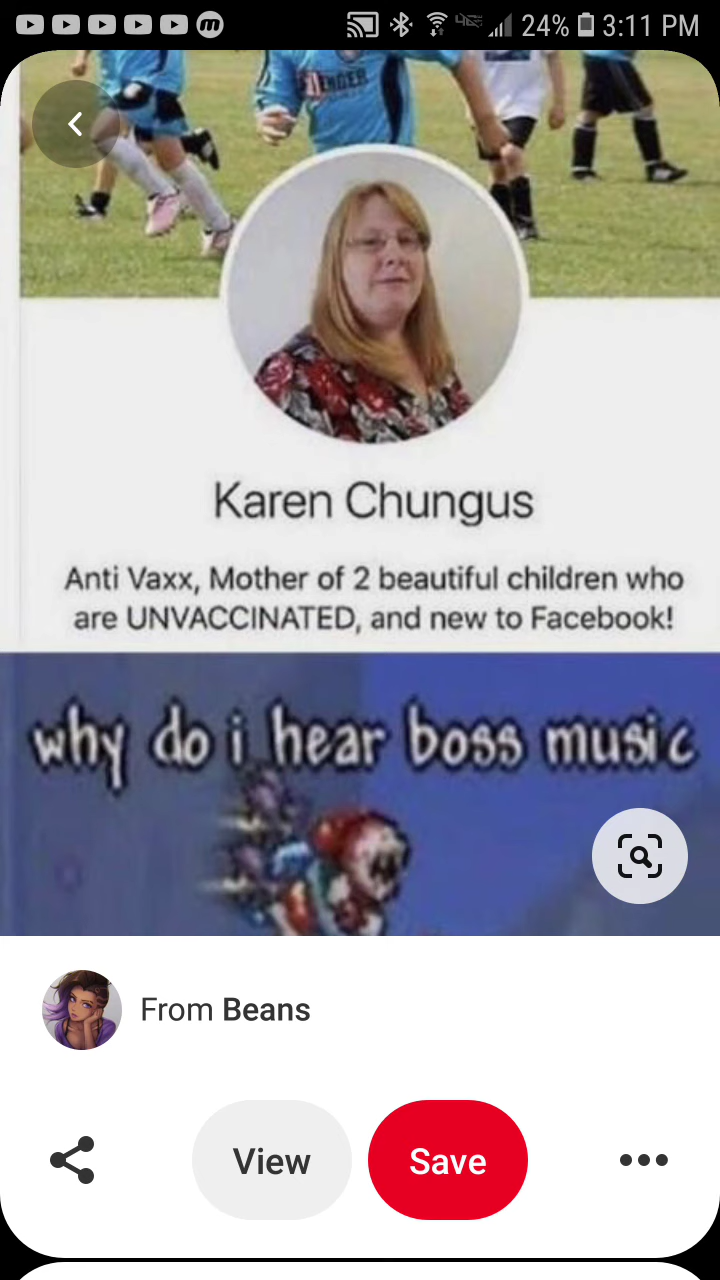 24% 3:11 PM
Karen Chungus
Anti Vaxx, Mother of 2 beautiful children who
are UNVACCINATED, and new to Facebook!
why do i hear boss music
From Beans
View
Save